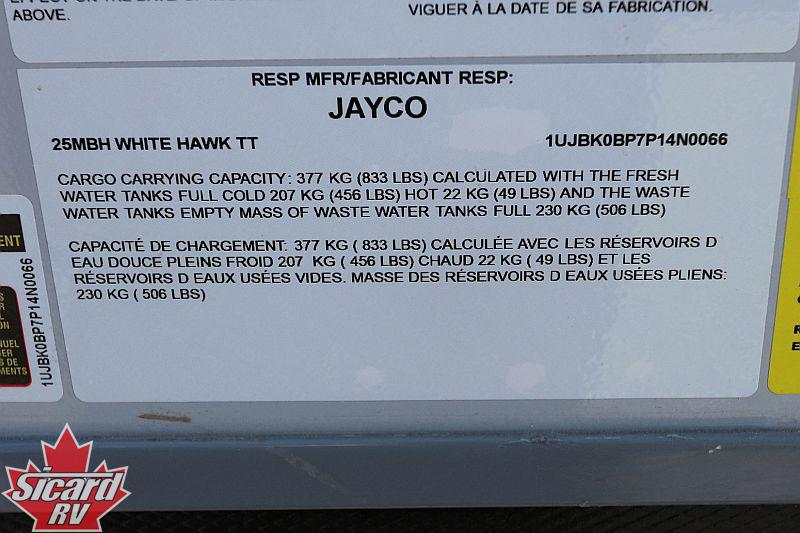 ABOVE.
VIGUER À LA DATE DE SA FABRICATION.
RESP MFR/FABRICANT RESP:
JAYCO
25MBH WHITE HAWK TT
1UJBK0BP7P14N0066
CARGO CARRYING CAPACITY: 377 KG (833 LBS) CALCULATED WITH THE FRESH
WATER TANKS FULL COLD 207 KG (456 LBS) HOT 22 KG (49 LBS) AND THE WASTE
WATER TANKS EMPTY MASS OF WASTE WATER TANKS FULL 230 KG (506 LBS)
CAPACITÉ DE CHARGEMENT: 377 KG ( 833 LBS) CALCULÉE AVEC LES RÉSERVOIRS D
EAU DOUCE PLEINS FROID 207 KG ( 456 LBS) CHAUD 22 KG ( 49 LBS) ET LES
RÉSERVOIRS D EAUX USÉES VIDES. MASSE DES RÉSERVOIRS D EAUX USÉES PLIENS:
230 KG ( 506 LBS)
1UJBK0BP7P14N0066
Sicard
RV